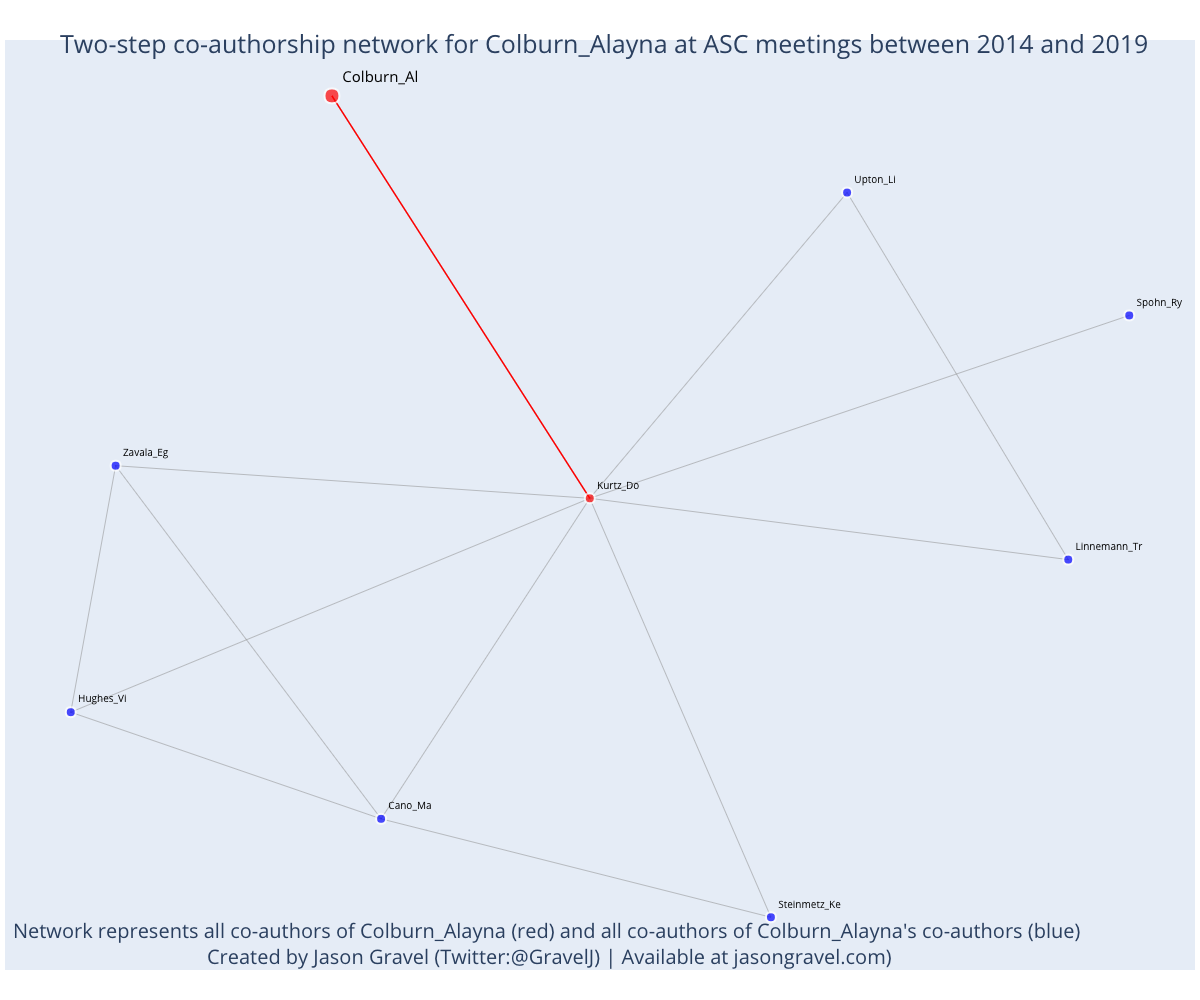 Two-step co-authorship network for Colburn_Alayna at ASC meetings between 2014 and 2019
Colburn_Al
Upton_Li
Spohn_Ry
Zavala_Eg
Kurtz_Do
Linnemann_Tr
Hughes_Vi
Cano_Ma
Steinmetz_Ke
Network represents all co-authors of Colburn_Alayna (red) and all co-authors of Colburn_Alayna's co-authors (blue)
Created by Jason Gravel (Twitter:@GravelJ) | Available at jasongravel.com)